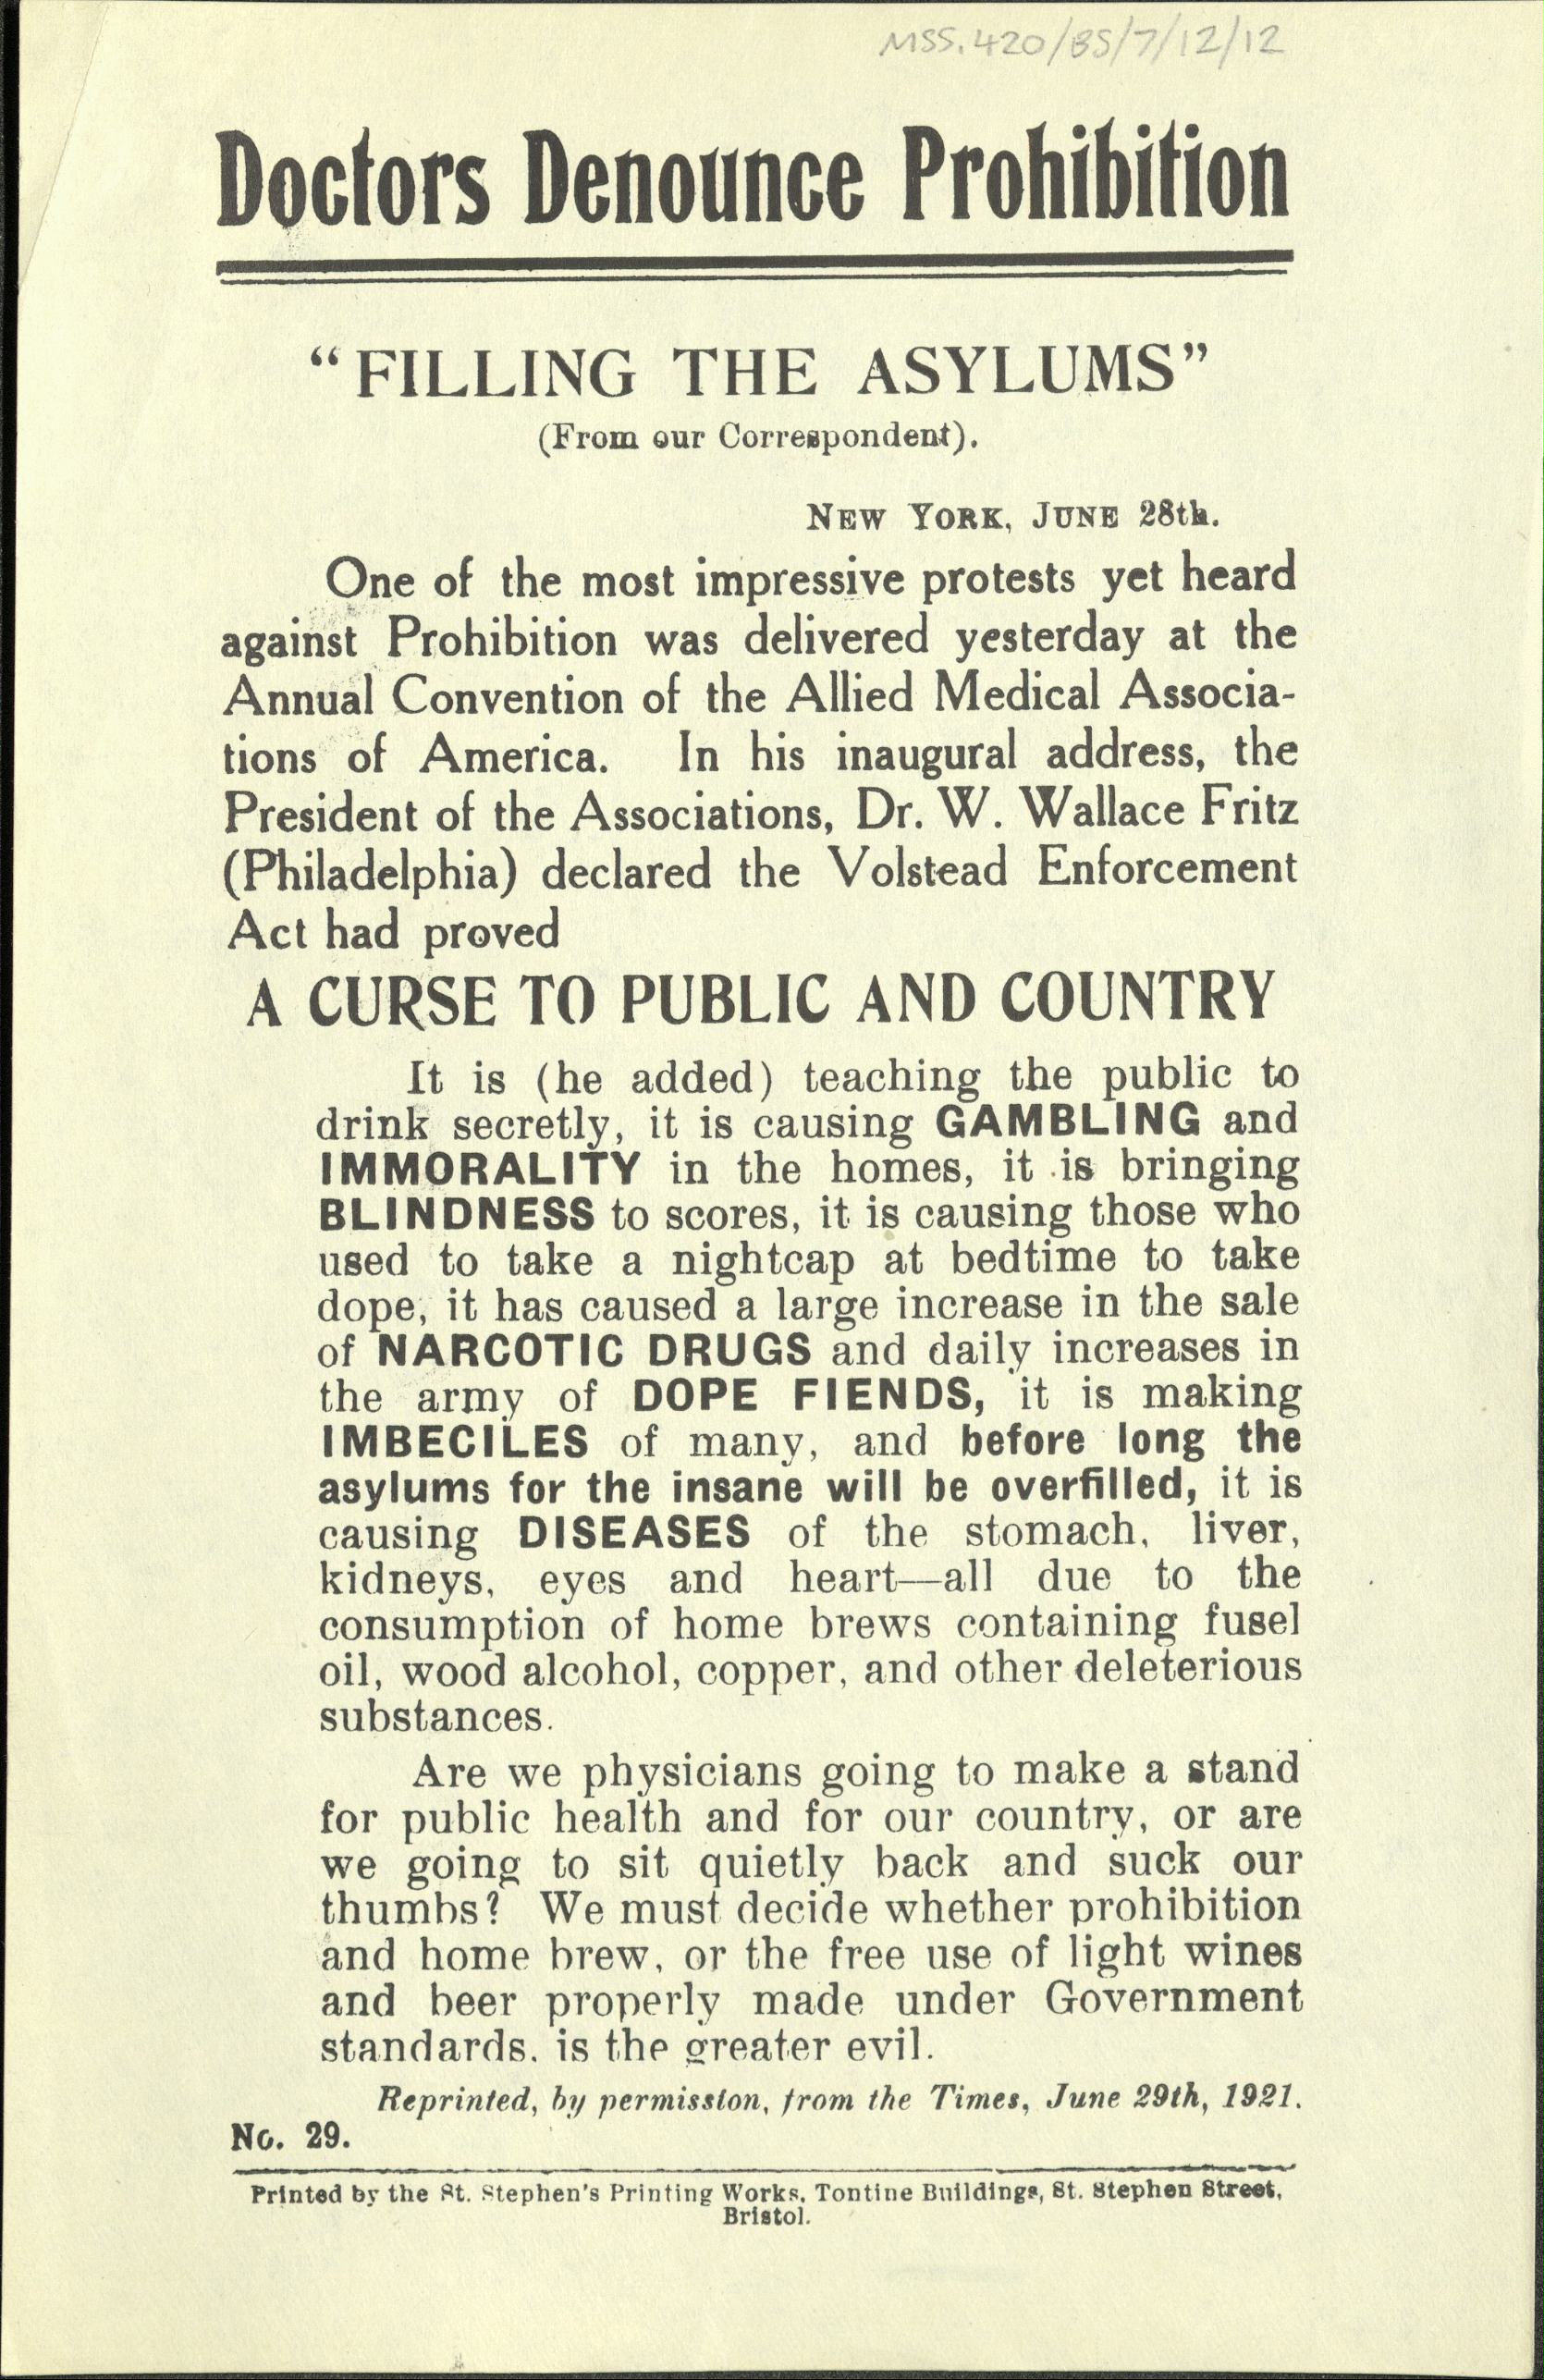 MSS.420/BS/7/12/12
Doctors Denounce Prohibition
“FILLING THE ASYLUMS”
(From our Correspondent).
NEW YORK, JUNE 28th.
One of the most impressive protests yet heard
against Prohibition was delivered yesterday at the
Annual Convention of the Allied Medical Associa-
tions of America. In his inaugural address, the
President of the Associations, Dr. W. Wallace Fritz
(Philadelphia) declared the Volstead Enforcement
Act had proved
A CURSE TO PUBLIC AND COUNTRY
It is (he added) teaching the public to
drink secretly, it is causing GAMBLING and
IMMORALITY in the homes, it is bringing
BLINDNESS to scores, it is causing those who
used to take a nightcap at bedtime to take
dope, it has caused a large increase in the sale
of NARCOTIC DRUGS and daily increases in
the army of DOPE FIENDS, it is making
IMBECILES of many, and before long the
asylums for the insane will be overfilled, it is
causing DISEASES of the stomach, liver,
kidneys, eyes and heart—all due to the
consumption of home brews containing fusel
oil, wood alcohol, copper, and other deleterious
substances.
Are we physicians going to make a stand
for public health and for our country, or are
we going to sit quietly back and suck our
thumbs? We must decide whether prohibition
and home brew, or the free use of light wines
and beer properly made under Government
standards, is the greater evil.
Reprinted, by permission, from the Times, June 29th, 1921.
No. 29.
Printed by the St. Stephen's Printing Works, Tontine Buildings, St. Stephen Street,
Bristol.